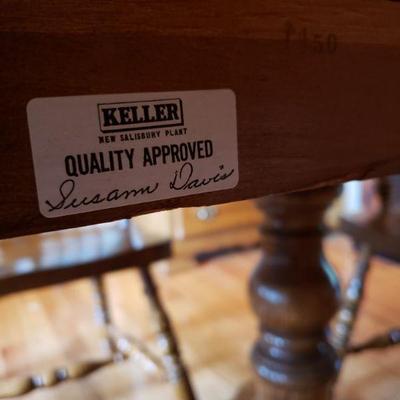 KELLER
NEW SALISBURY PLANT
QUALITY APPROVED
Susann Davis